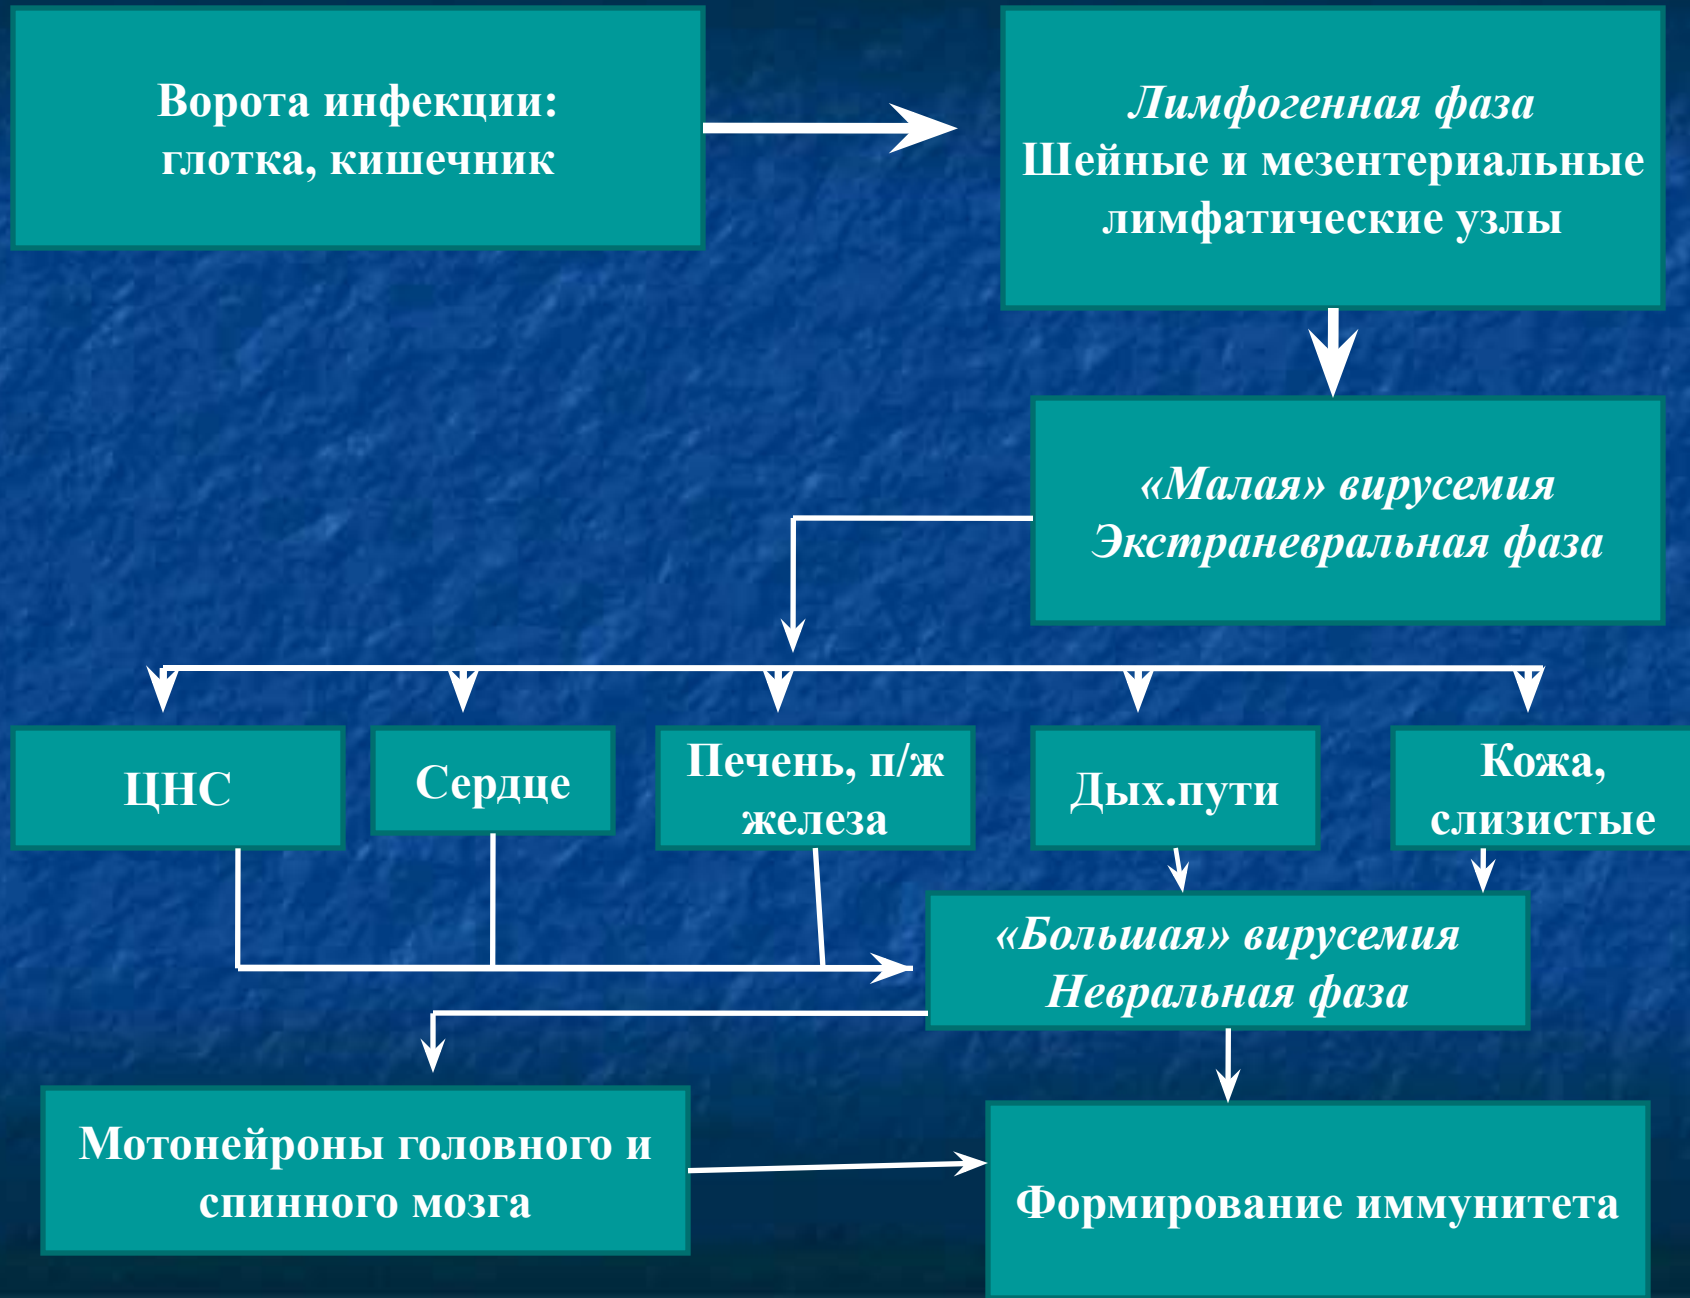 Ворота инфекции:
глотка, кишечник
Лимфогенная фаза
Шейные и мезентериальные
лимфатические узлы
«Малая» вирусемия
Экстраневральная фаза
ЦНС
Сердце
Печень, п/ж
железа
Дых.пути
Кожа,
слизистые
«Большая» вирусемия
Невральная фаза
Мотонейроны головного и
спинного мозга
Формирование иммунитета